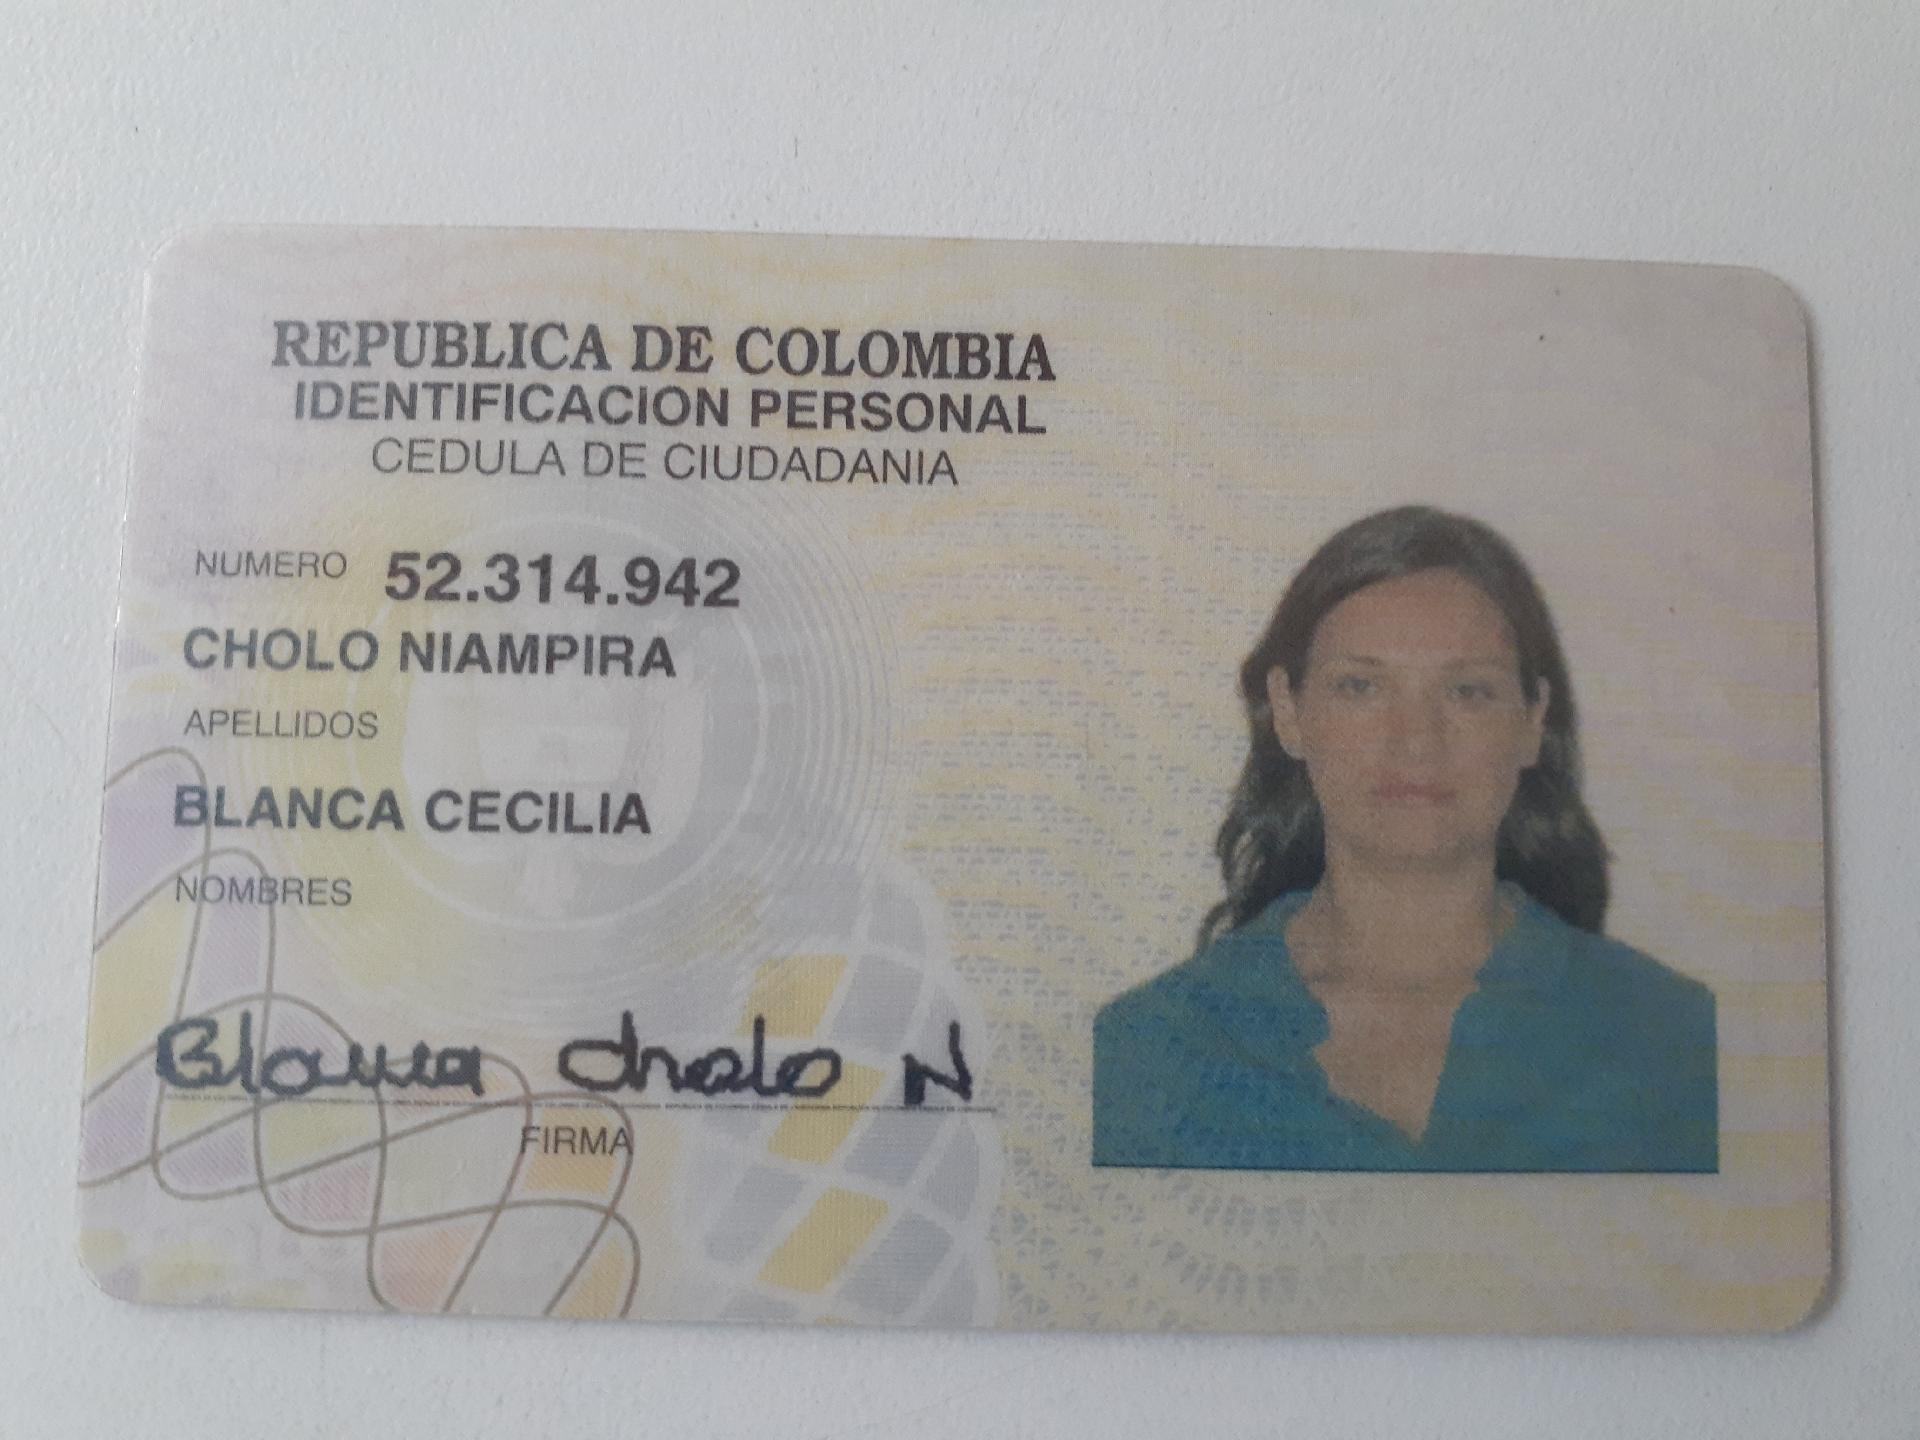 REPUBLICA DE COLOMBIA
IDENTIFICACION PERSONAL
CEDULA DE CIUDADANIA
NUMERO 52.314.942
CHOLO NIAMPIRA
APELLIDOS
BLANCA CECILIA
NOMBRES
Blanca Cholo N
FIRMA